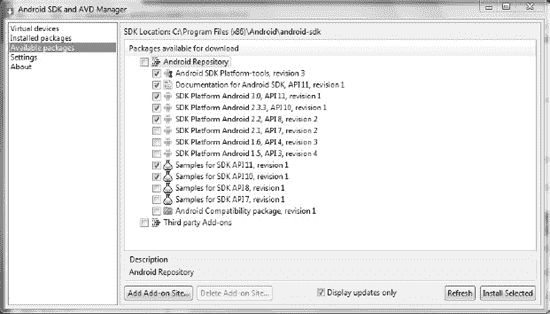 Android SDK and AVD Manager
Virtual devices
Installed packages
Available packages
Settings
About
SDK Location: C:\Program Files (x86)\Android\android-sdk
Packages available for download
Android Repository
Android SDK Platform-tools, revision 3
Documentation for Android SDK, API 11, revision 1
SDK Platform Android 3.0, API 11, revision 1
SDK Platform Android 2.3.3, API 10, revision 1
SDK Platform Android 2.2, API 8, revision 2
SDK Platform Android 2.1, API 7, revision 2
SDK Platform Android 1.6, API 4, revision 3
SDK Platform Android 1.5, API 3, revision 4
Samples for SDK API 11, revision 1
Samples for SDK API 10, revision 1
Samples for SDK API 8, revision 1
Samples for SDK API 7, revision 1
Android Compatibility package, revision 1
Third party Add-ons
Description
Android Repository
Add Add-on Site...
Delete Add-on Site...
Display updates only
Refresh
Install Selected